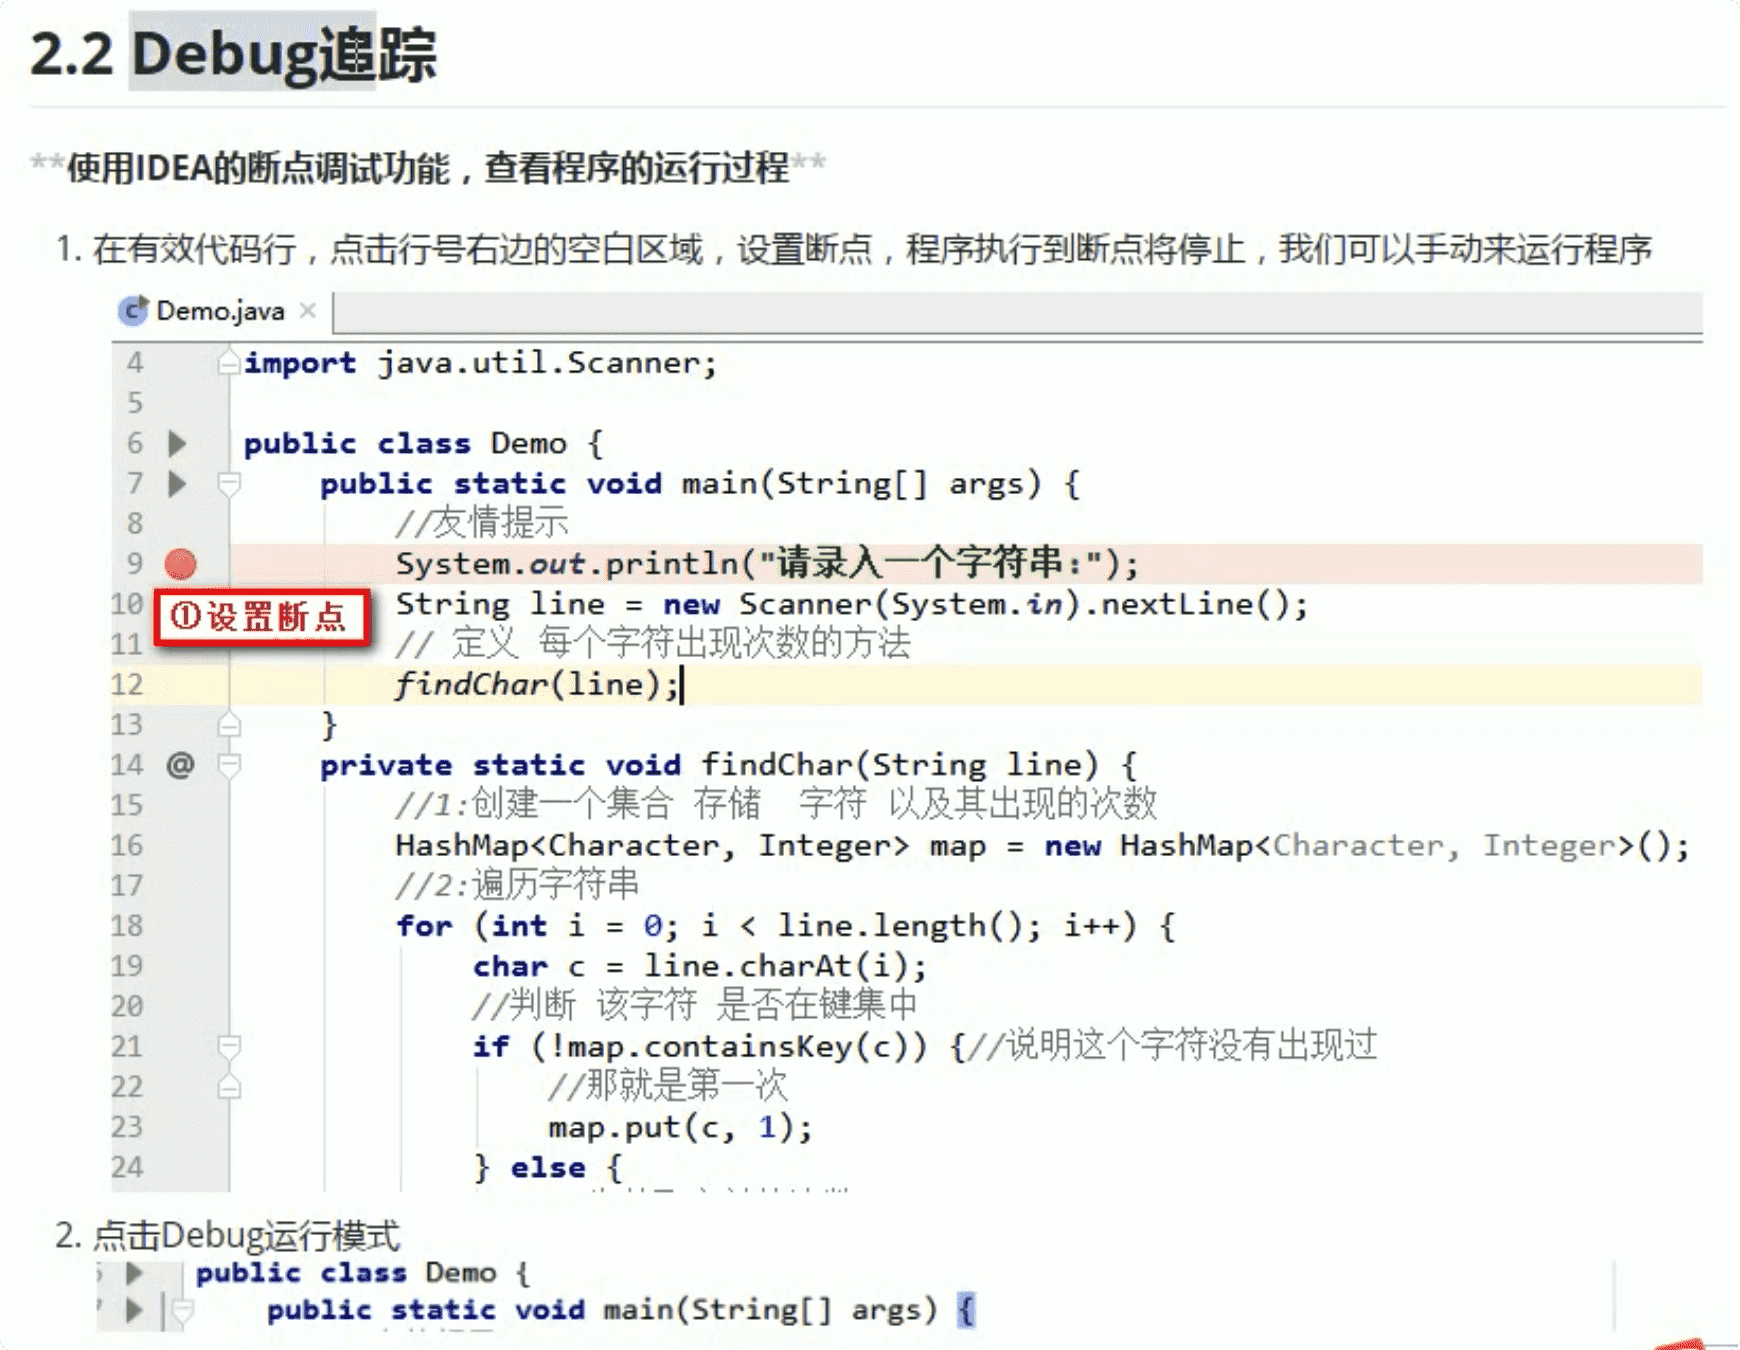 2.2 Debug追踪
**使用IDEA的断点调试功能，查看程序的运行过程**
1. 在有效代码行，点击行号右边的空白区域，设置断点，程序执行到断点将停止，我们可以手动来运行程序
Demo.java ×
4 import java.util.Scanner;
5
6 public class Demo {
7 public static void main(String[] args) {
8 //友情提示
9 System.out.println("请录入一个字符串:");
10 String line = new Scanner(System.in).nextLine();
①设置断点
11 // 定义 每个字符出现次数的方法
12 findChar(line);
13 }
14 @ private static void findChar(String line) {
15 //1:创建一个集合 存储  字符 以及其出现的次数
16 HashMap<Character, Integer> map = new HashMap<Character, Integer>();
17 //2:遍历字符串
18 for (int i = 0; i < line.length(); i++) {
19 char c = line.charAt(i);
20 //判断 该字符 是否在键集中
21 if (!map.containsKey(c)) {//说明这个字符没有出现过
22 //那就是第一次
23 map.put(c, 1);
24 } else {
2. 点击Debug运行模式
public class Demo {
public static void main(String[] args) {